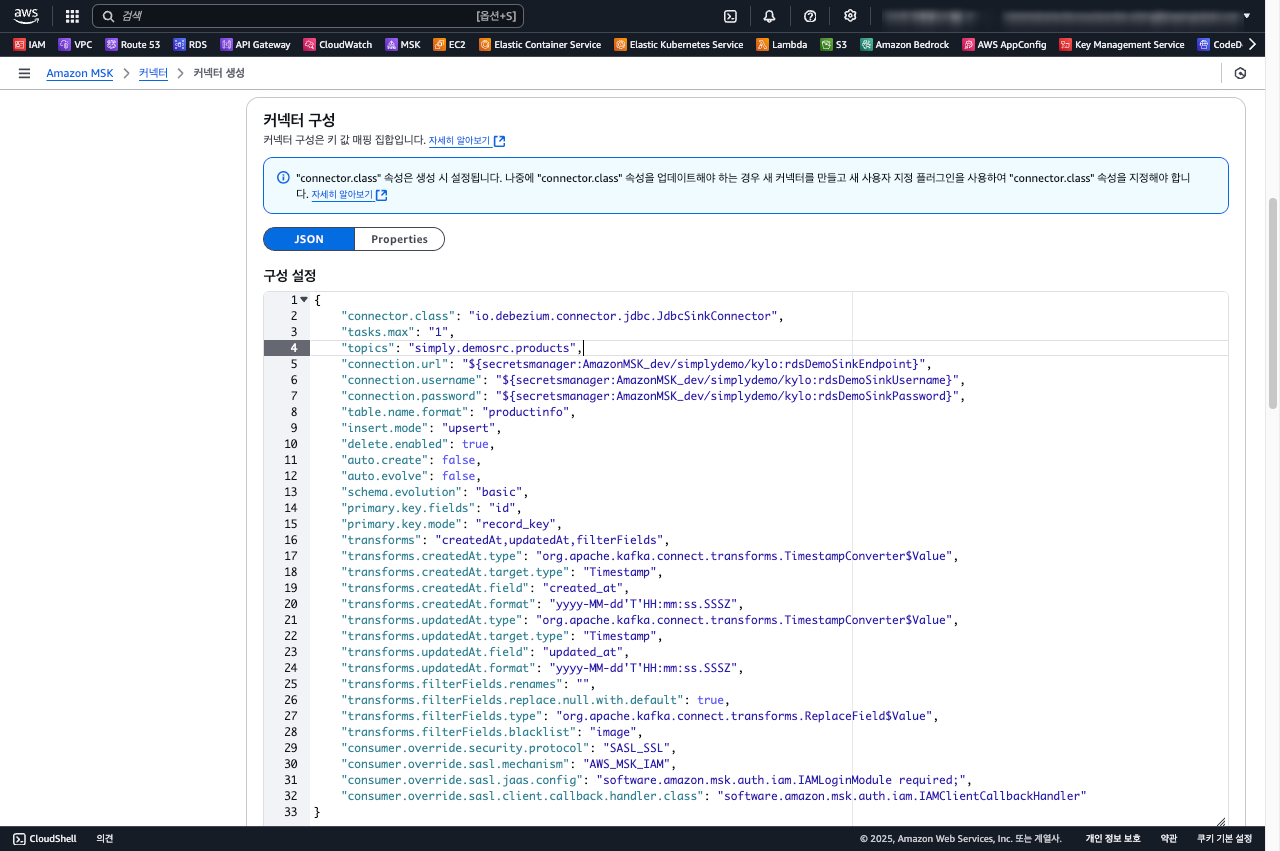 aws
검색 [옵션+S]
IAM VPC Route 53 RDS API Gateway CloudWatch MSK EC2 Elastic Container Service Elastic Kubernetes Service Lambda S3 Amazon Bedrock AWS AppConfig Key Management Service CodeD
Amazon MSK > 커넥터 > 커넥터 생성
커넥터 구성
커넥터 구성은 키 값 매핑 집합입니다. 자세히 알아보기
"connector.class" 속성은 생성 시 설정됩니다. 나중에 "connector.class" 속성을 업데이트해야 하는 경우 새 커넥터를 만들고 새 사용자 지정 플러그인을 사용하여 "connector.class" 속성을 지정해야 합니
다. 자세히 알아보기
JSON Properties
구성 설정
1 {
2 "connector.class": "io.debezium.connector.jdbc.JdbcSinkConnector",
3 "tasks.max": "1",
4 "topics": "simply.demosrc.products",
5 "connection.url": "${secretsmanager:AmazonMSK_dev/simplydemo/kylo:rdsDemoSinkEndpoint}",
6 "connection.username": "${secretsmanager:AmazonMSK_dev/simplydemo/kylo:rdsDemoSinkUsername}",
7 "connection.password": "${secretsmanager:AmazonMSK_dev/simplydemo/kylo:rdsDemoSinkPassword}",
8 "table.name.format": "productinfo",
9 "insert.mode": "upsert",
10 "delete.enabled": true,
11 "auto.create": false,
12 "auto.evolve": false,
13 "schema.evolution": "basic",
14 "primary.key.fields": "id",
15 "primary.key.mode": "record_key",
16 "transforms": "createdAt,updatedAt,filterFields",
17 "transforms.createdAt.type": "org.apache.kafka.connect.transforms.TimestampConverter$Value",
18 "transforms.createdAt.target.type": "Timestamp",
19 "transforms.createdAt.field": "created_at",
20 "transforms.createdAt.format": "yyyy-MM-dd'T'HH:mm:ss.SSSZ",
21 "transforms.updatedAt.type": "org.apache.kafka.connect.transforms.TimestampConverter$Value",
22 "transforms.updatedAt.target.type": "Timestamp",
23 "transforms.updatedAt.field": "updated_at",
24 "transforms.updatedAt.format": "yyyy-MM-dd'T'HH:mm:ss.SSSZ",
25 "transforms.filterFields.renames": "",
26 "transforms.filterFields.replace.null.with.default": true,
27 "transforms.filterFields.type": "org.apache.kafka.connect.transforms.ReplaceField$Value",
28 "transforms.filterFields.blacklist": "image",
29 "consumer.override.security.protocol": "SASL_SSL",
30 "consumer.override.sasl.mechanism": "AWS_MSK_IAM",
31 "consumer.override.sasl.jaas.config": "software.amazon.msk.auth.iam.IAMLoginModule required;",
32 "consumer.override.sasl.client.callback.handler.class": "software.amazon.msk.auth.iam.IAMClientCallbackHandler"
33 }
CloudShell 의견 © 2025, Amazon Web Services, Inc. 또는 계열사. 개인 정보 보호 약관 쿠키 기본 설정